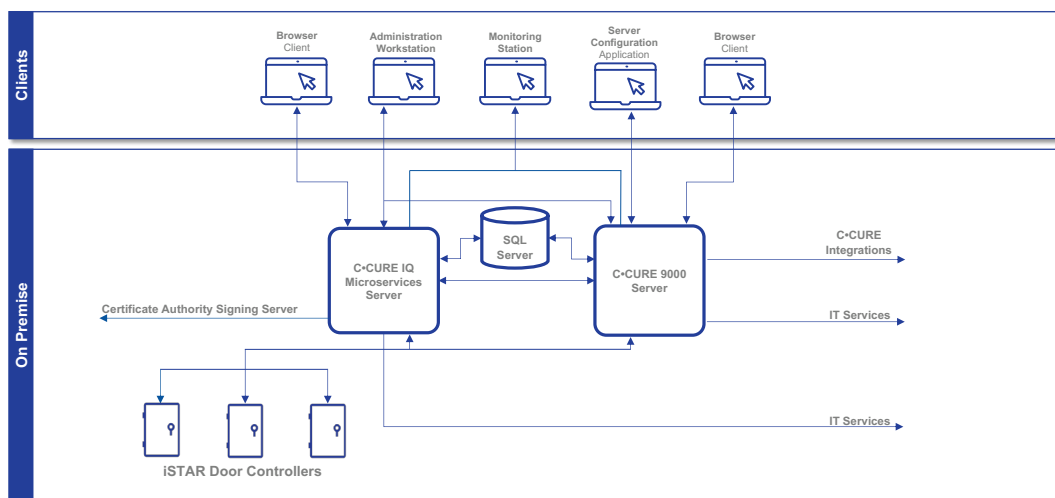 Clients
Browser
Client
Administration
Workstation
Monitoring
Station
Server
Configuration
Application
Browser
Client
On Premise
SQL
Server
C•CURE IQ
Microservices
Server
C•CURE 9000
Server
C•CURE
Integrations
Certificate Authority Signing Server
IT Services
IT Services
iSTAR Door Controllers